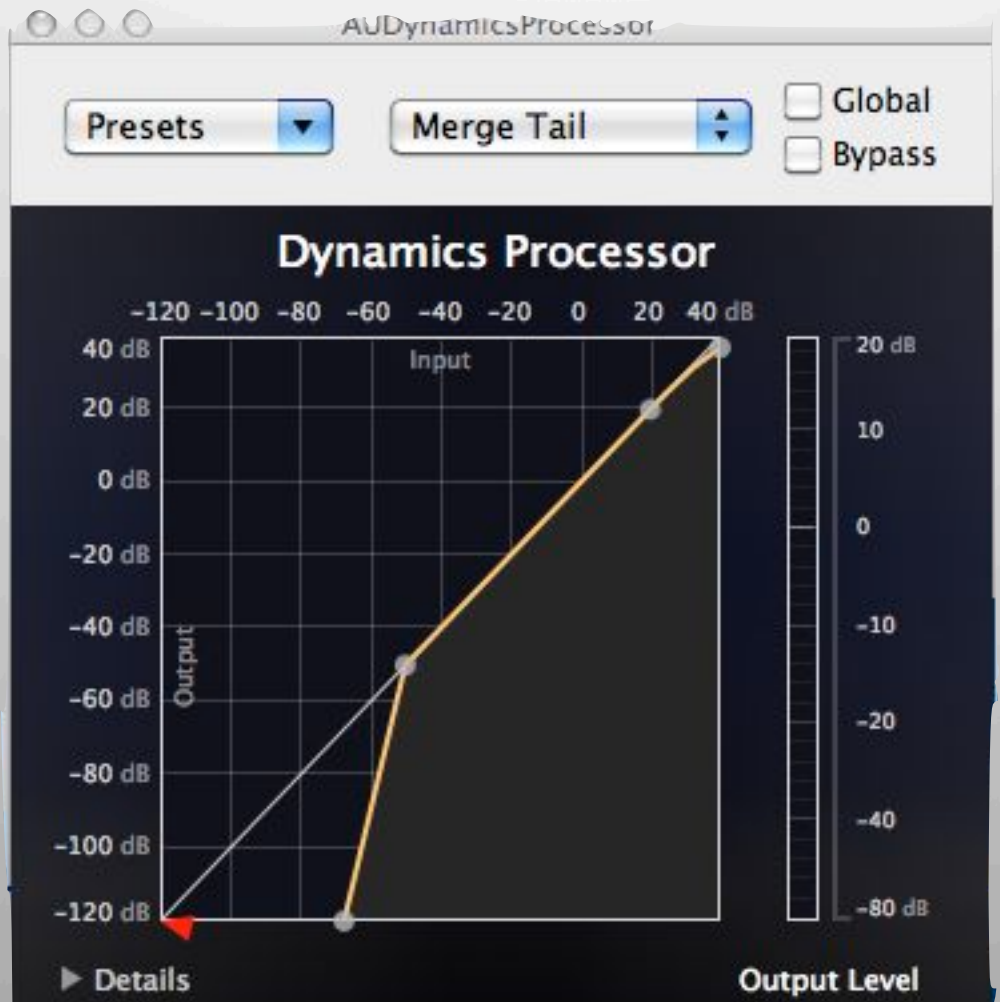 AUDynamicsProcessor
Presets Merge Tail Global
Bypass
Dynamics Processor
-120 -100 -80 -60 -40 -20 0 20 40 dB
Input
Output
40 dB
20 dB
0 dB
-20 dB
-40 dB
-60 dB
-80 dB
-100 dB
-120 dB
20 dB
10
0
-10
-20
-40
-80 dB
Details
Output Level